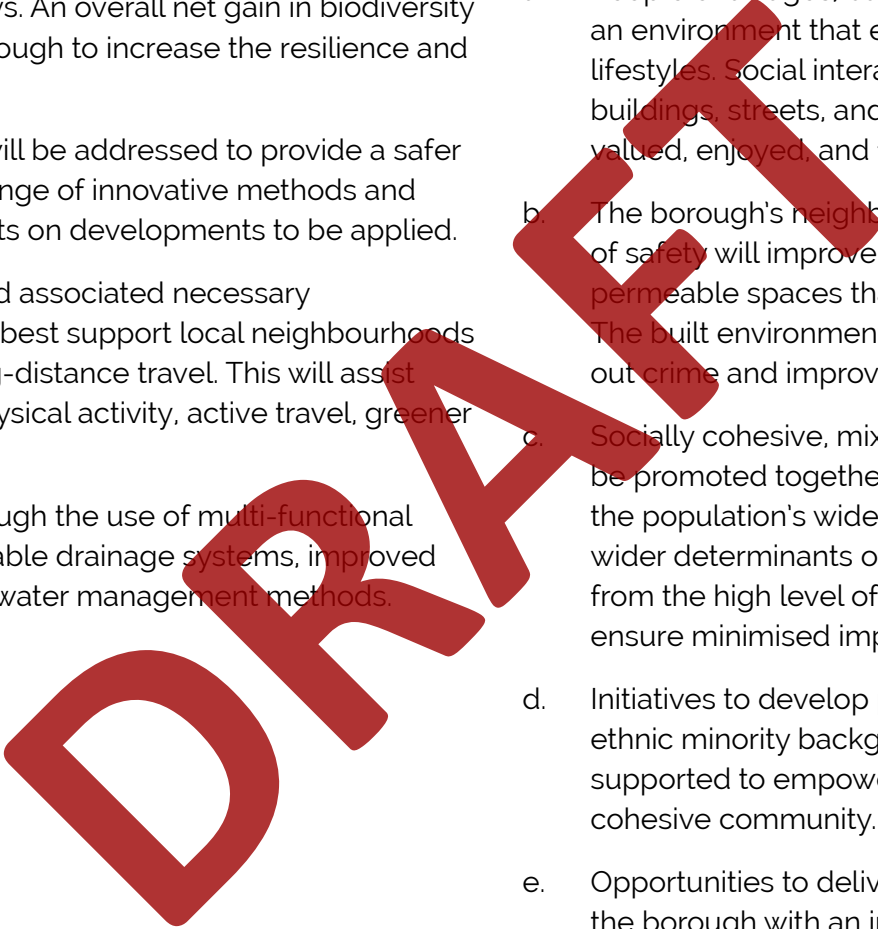 ys. An overall net gain in biodiversity
ough to increase the resilience and
ill be addressed to provide a safer
nge of innovative methods and
ts on developments to be applied.
d associated necessary
best support local neighbourhoods
g-distance travel. This will assist
ysical activity, active travel, greener
ugh the use of multi-functional
able drainage systems, improved
water management methods.
an environment that e
lifestyles. Social intera
buildings, streets, and
valued, enjoyed, and
b. The borough's neighb
of safety will improve
permeable spaces tha
The built environmen
out crime and improv
c. Socially cohesive, mix
be promoted togethe
the population's wide
wider determinants o
from the high level of
ensure minimised imp
d. Initiatives to develop
ethnic minority backg
supported to empowe
cohesive community.
e. Opportunities to deliv
the borough with an i
DRAFT